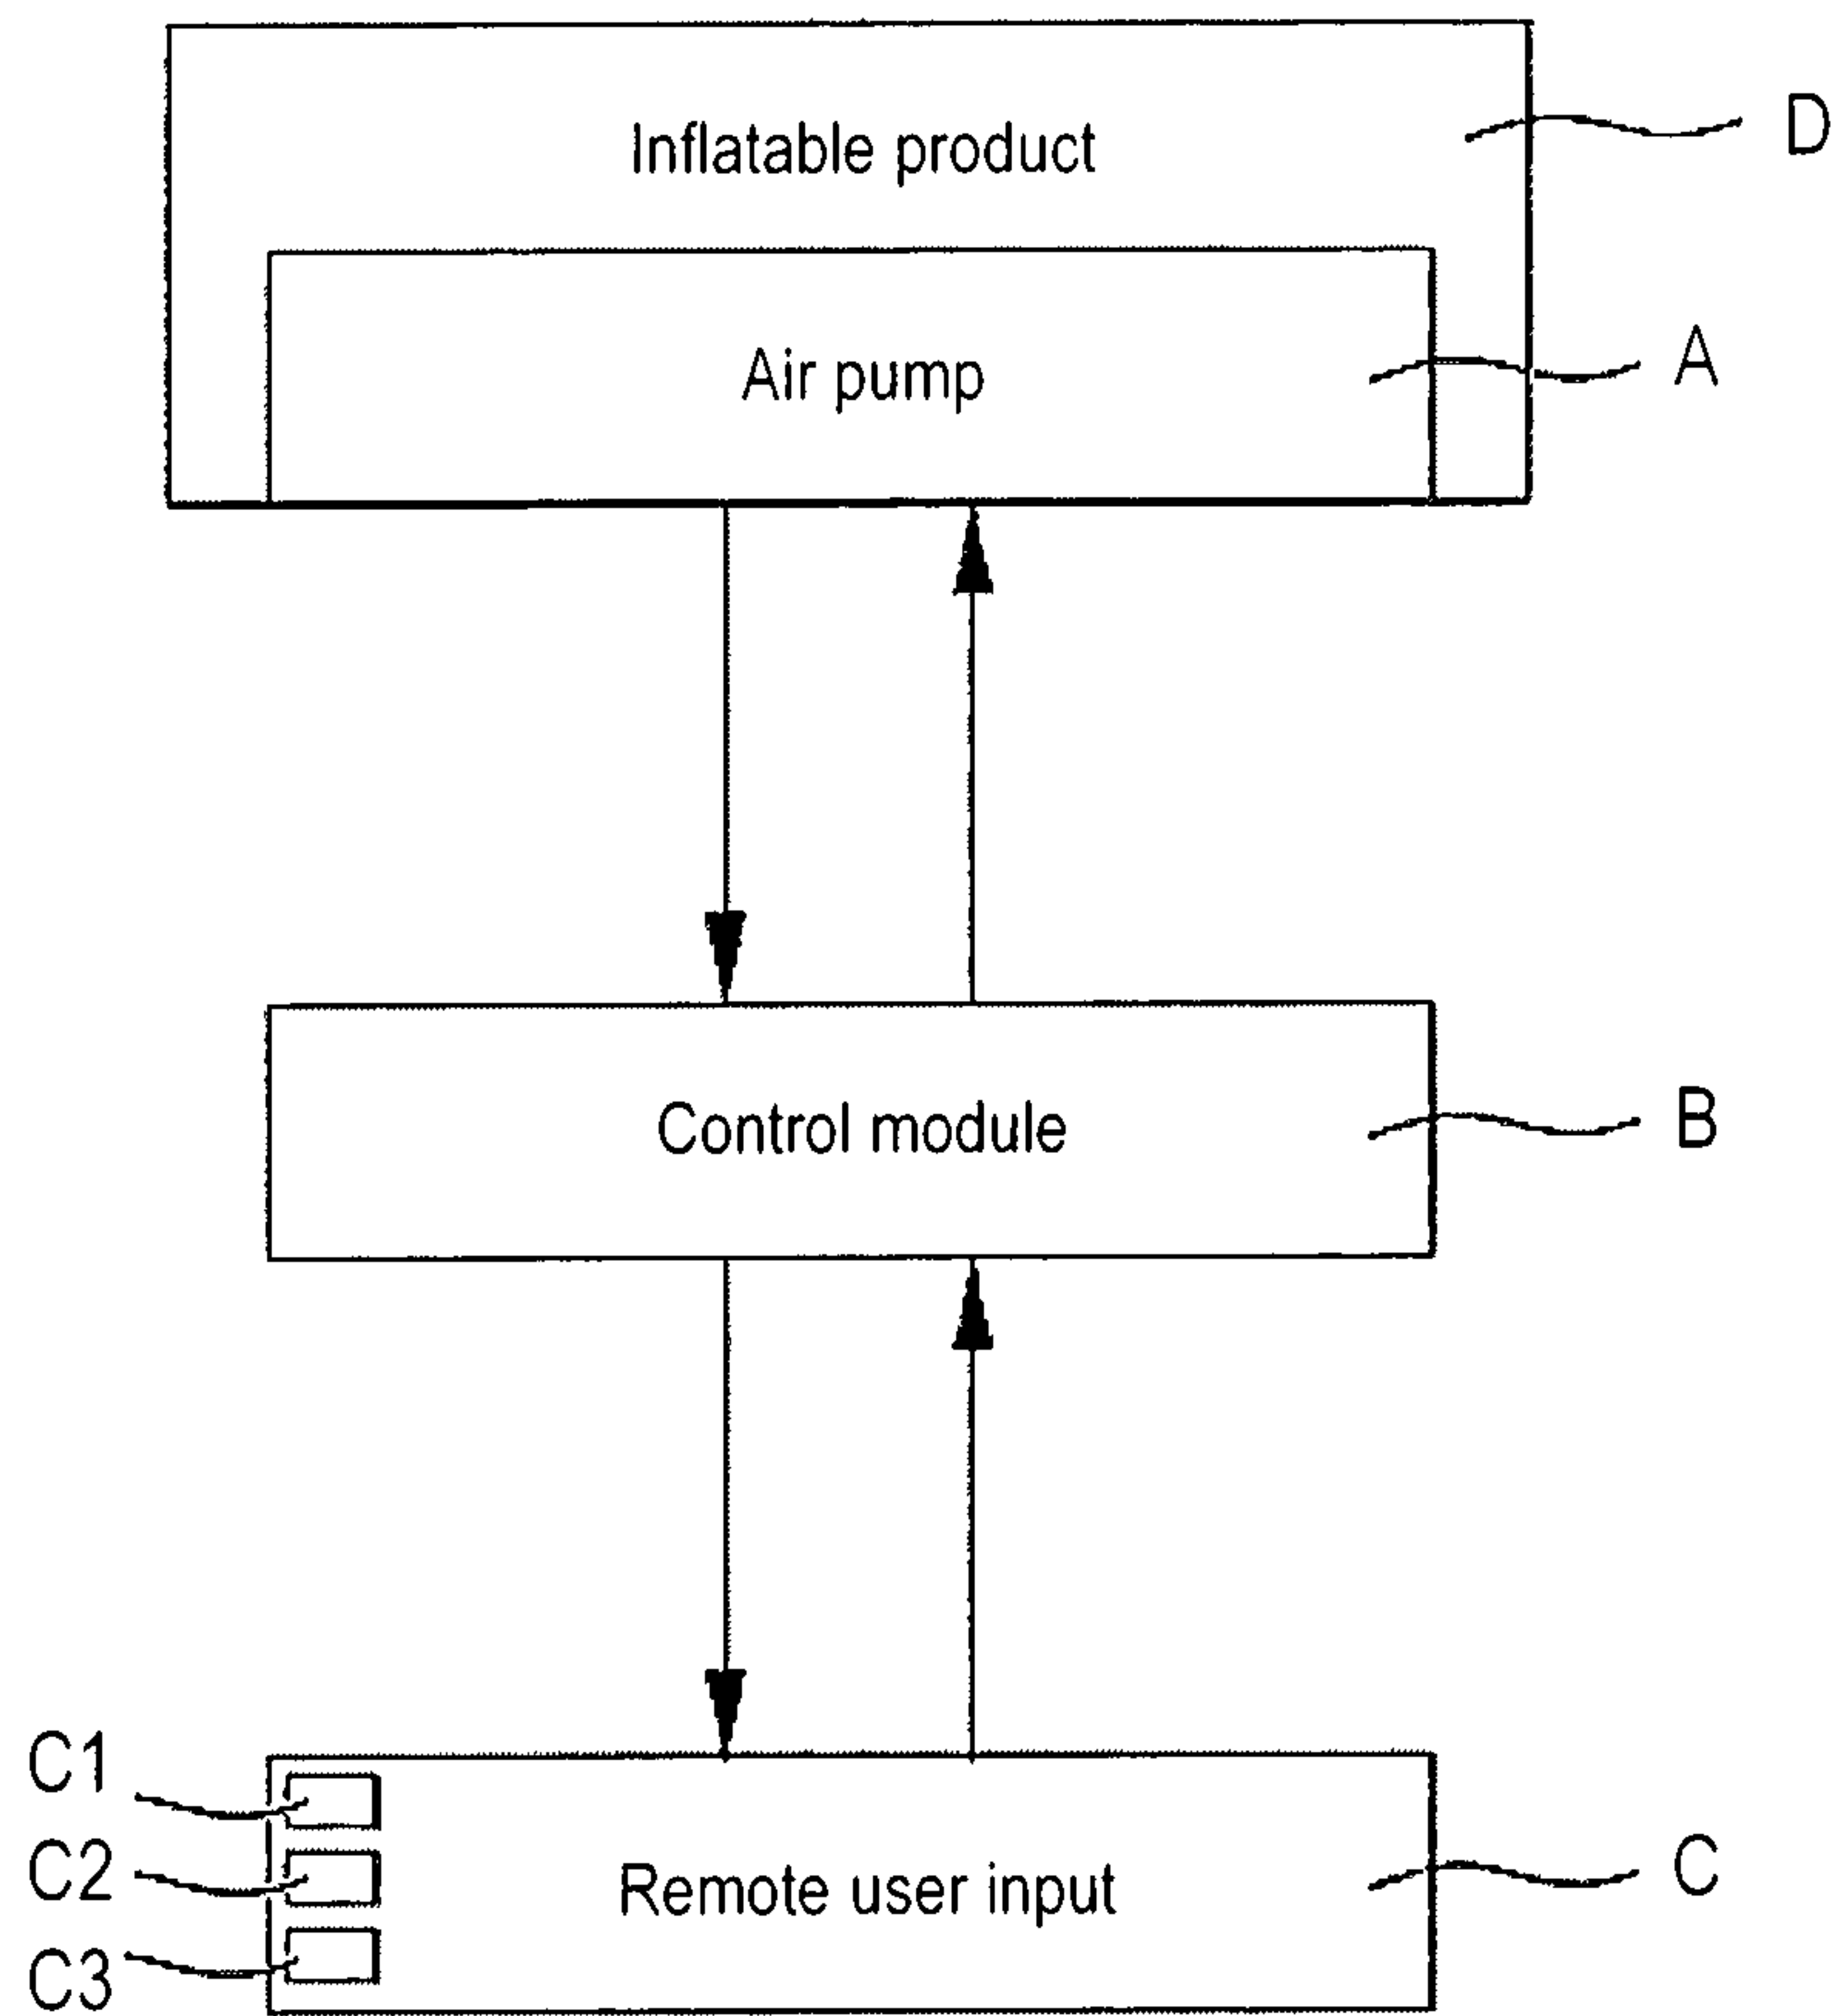 Inflatable product
D
Air pump
A
Control module
B
C1
C2
C3
Remote user input
C